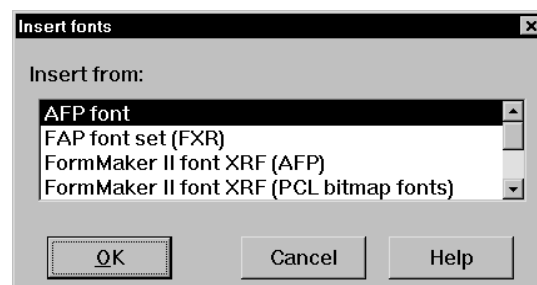 Insert fonts
Insert from:
AFP font
FAP font set (FXR)
FormMaker II font XRF (AFP)
FormMaker II font XRF (PCL bitmap fonts)
OK Cancel Help